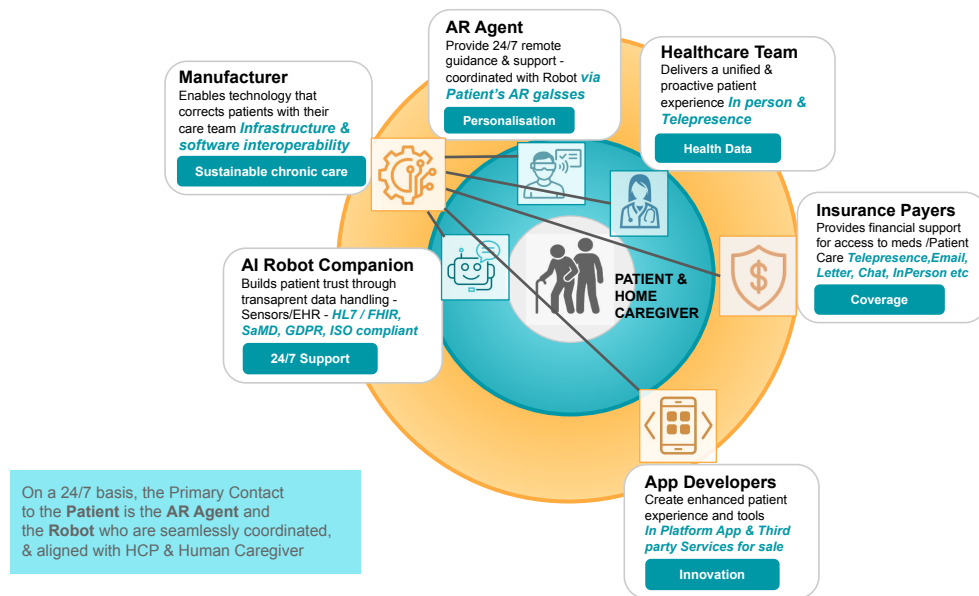 AR Agent
Provide 24/7 remote
guidance & support -
coordinated with Robot via
Patient's AR galsses
Personalisation
Healthcare Team
Delivers a unified &
proactive patient
experience In person &
Telepresence
Health Data
Manufacturer
Enables technology that
corrects patients with their
care team Infrastructure &
software interoperability
Sustainable chronic care
Insurance Payers
Provides financial support
for access to meds /Patient
Care Telepresence,Email,
Letter, Chat, InPerson etc
Coverage
AI Robot Companion
Builds patient trust through
transaprent data handling -
Sensors/EHR - HL7 / FHIR,
SaMD, GDPR, ISO compliant
24/7 Support
PATIENT &
HOME
CAREGIVER
App Developers
Create enhanced patient
experience and tools
In Platform App & Third
party Services for sale
Innovation
On a 24/7 basis, the Primary Contact
to the Patient is the AR Agent and
the Robot who are seamlessly coordinated,
& aligned with HCP & Human Caregiver